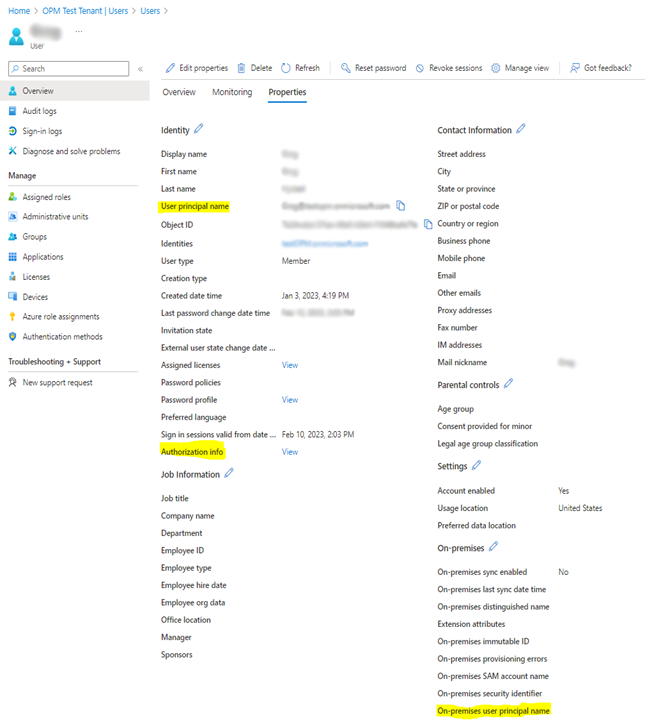 Home > OPM Test Tenant | Users > Users >
...
User
Search
«
Edit properties Delete Refresh Reset password Revoke sessions Manage view Got feedback?
Overview
Audit logs
Sign-in logs
Diagnose and solve problems
Manage
Assigned roles
Administrative units
Groups
Applications
Licenses
Devices
Azure role assignments
Authentication methods
Troubleshooting + Support
New support request
Overview Monitoring Properties
Identity
Display name
First name
Last name
User principal name
Object ID
Identities
User type Member
Creation type
Created date time Jan 3, 2023, 4:19 PM
Last password change date time
Invitation state
External user state change date ...
Assigned licenses View
Password policies
Password profile View
Preferred language
Sign in sessions valid from date ... Feb 10, 2023, 2:03 PM
Authorization info View
Job Information
Job title
Company name
Department
Employee ID
Employee type
Employee hire date
Employee org data
Office location
Manager
Sponsors
Contact Information
Street address
City
State or province
ZIP or postal code
Country or region
Business phone
Mobile phone
Email
Other emails
Proxy addresses
Fax number
IM addresses
Mail nickname
Parental controls
Age group
Consent provided for minor
Legal age group classification
Settings
Account enabled Yes
Usage location United States
Preferred data location
On-premises
On-premises sync enabled No
On-premises last sync date time
On-premises distinguished name
Extension attributes
On-premises immutable ID
On-premises provisioning errors
On-premises SAM account name
On-premises security identifier
On-premises user principal name